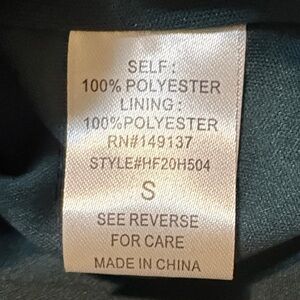 SELF :
100% POLYESTER
LINING :
100%POLYESTER
RN#149137
STYLE#HF20H504
S
SEE REVERSE
FOR CARE
MADE IN CHINA